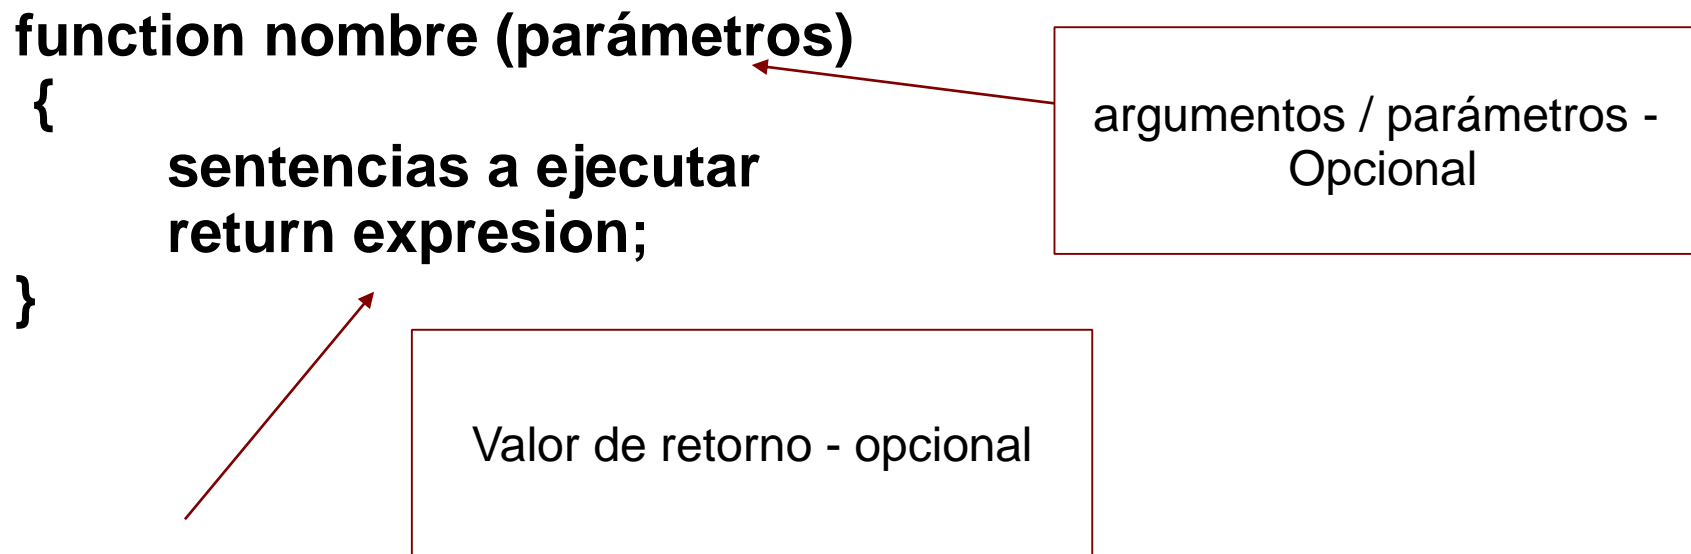 function nombre (parámetros)
{
sentencias a ejecutar
return expresion;
}
argumentos / parámetros -
Opcional
Valor de retorno - opcional